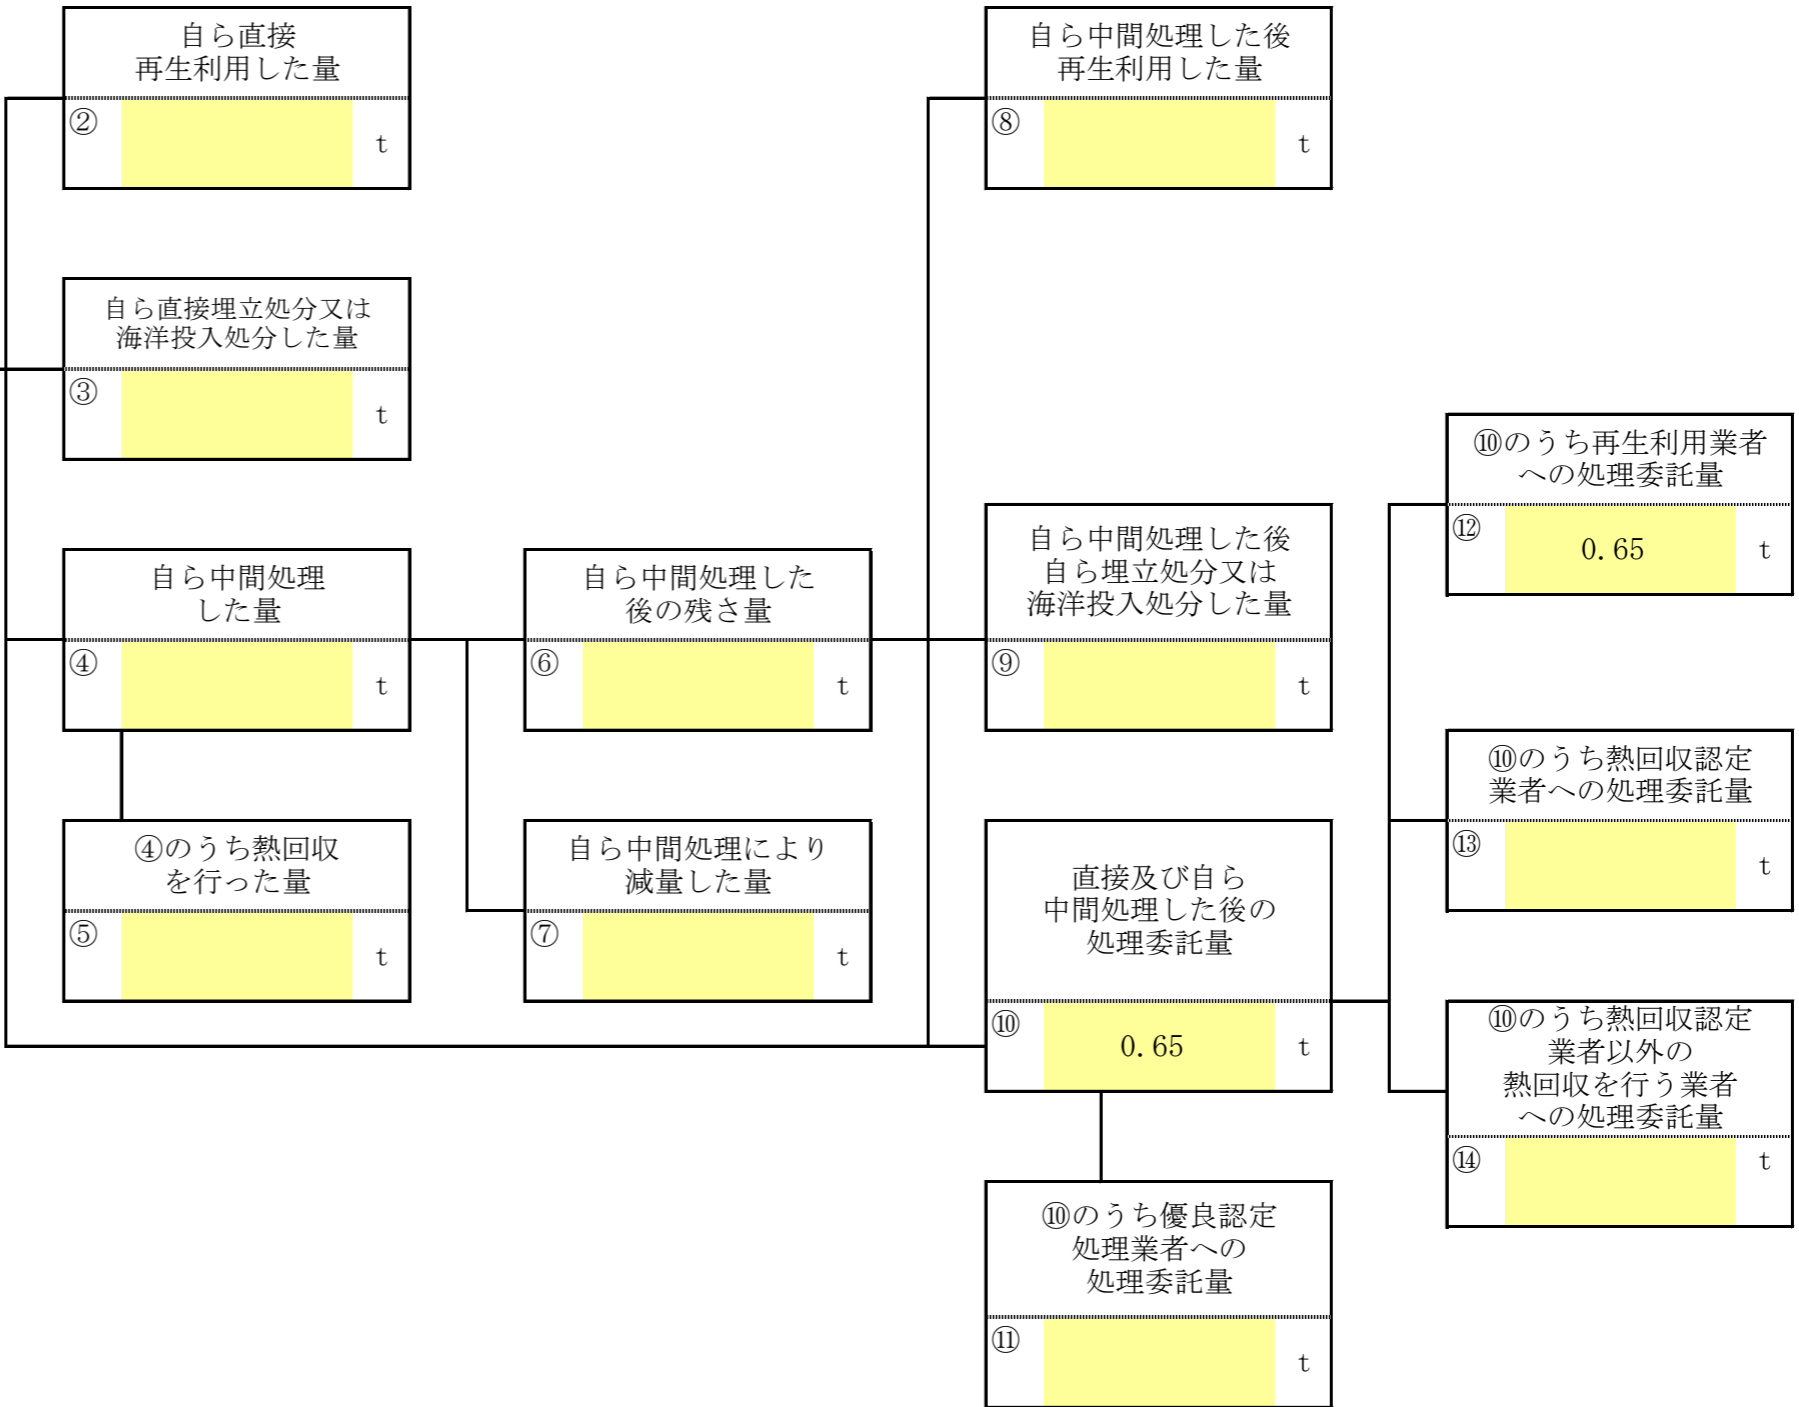 自ら直接
再生利用した量
②
t
自ら中間処理した後
再生利用した量
⑧
t
自ら直接埋立処分又は
海洋投入処分した量
③
t
⑩のうち再生利用業者
への処理委託量
⑫
0.65
t
自ら中間処理
した量
④
t
自ら中間処理した
後の残さ量
⑥
t
自ら中間処理した後
自ら埋立処分又は
海洋投入処分した量
⑨
t
⑩のうち熱回収認定
業者への処理委託量
⑬
t
④のうち熱回収
を行った量
⑤
t
自ら中間処理により
減量した量
⑦
t
直接及び自ら
中間処理した後の
処理委託量
⑩
0.65
t
⑩のうち熱回収認定
業者以外の
熱回収を行う業者
への処理委託量
⑭
t
⑩のうち優良認定
処理業者への
処理委託量
⑪
t